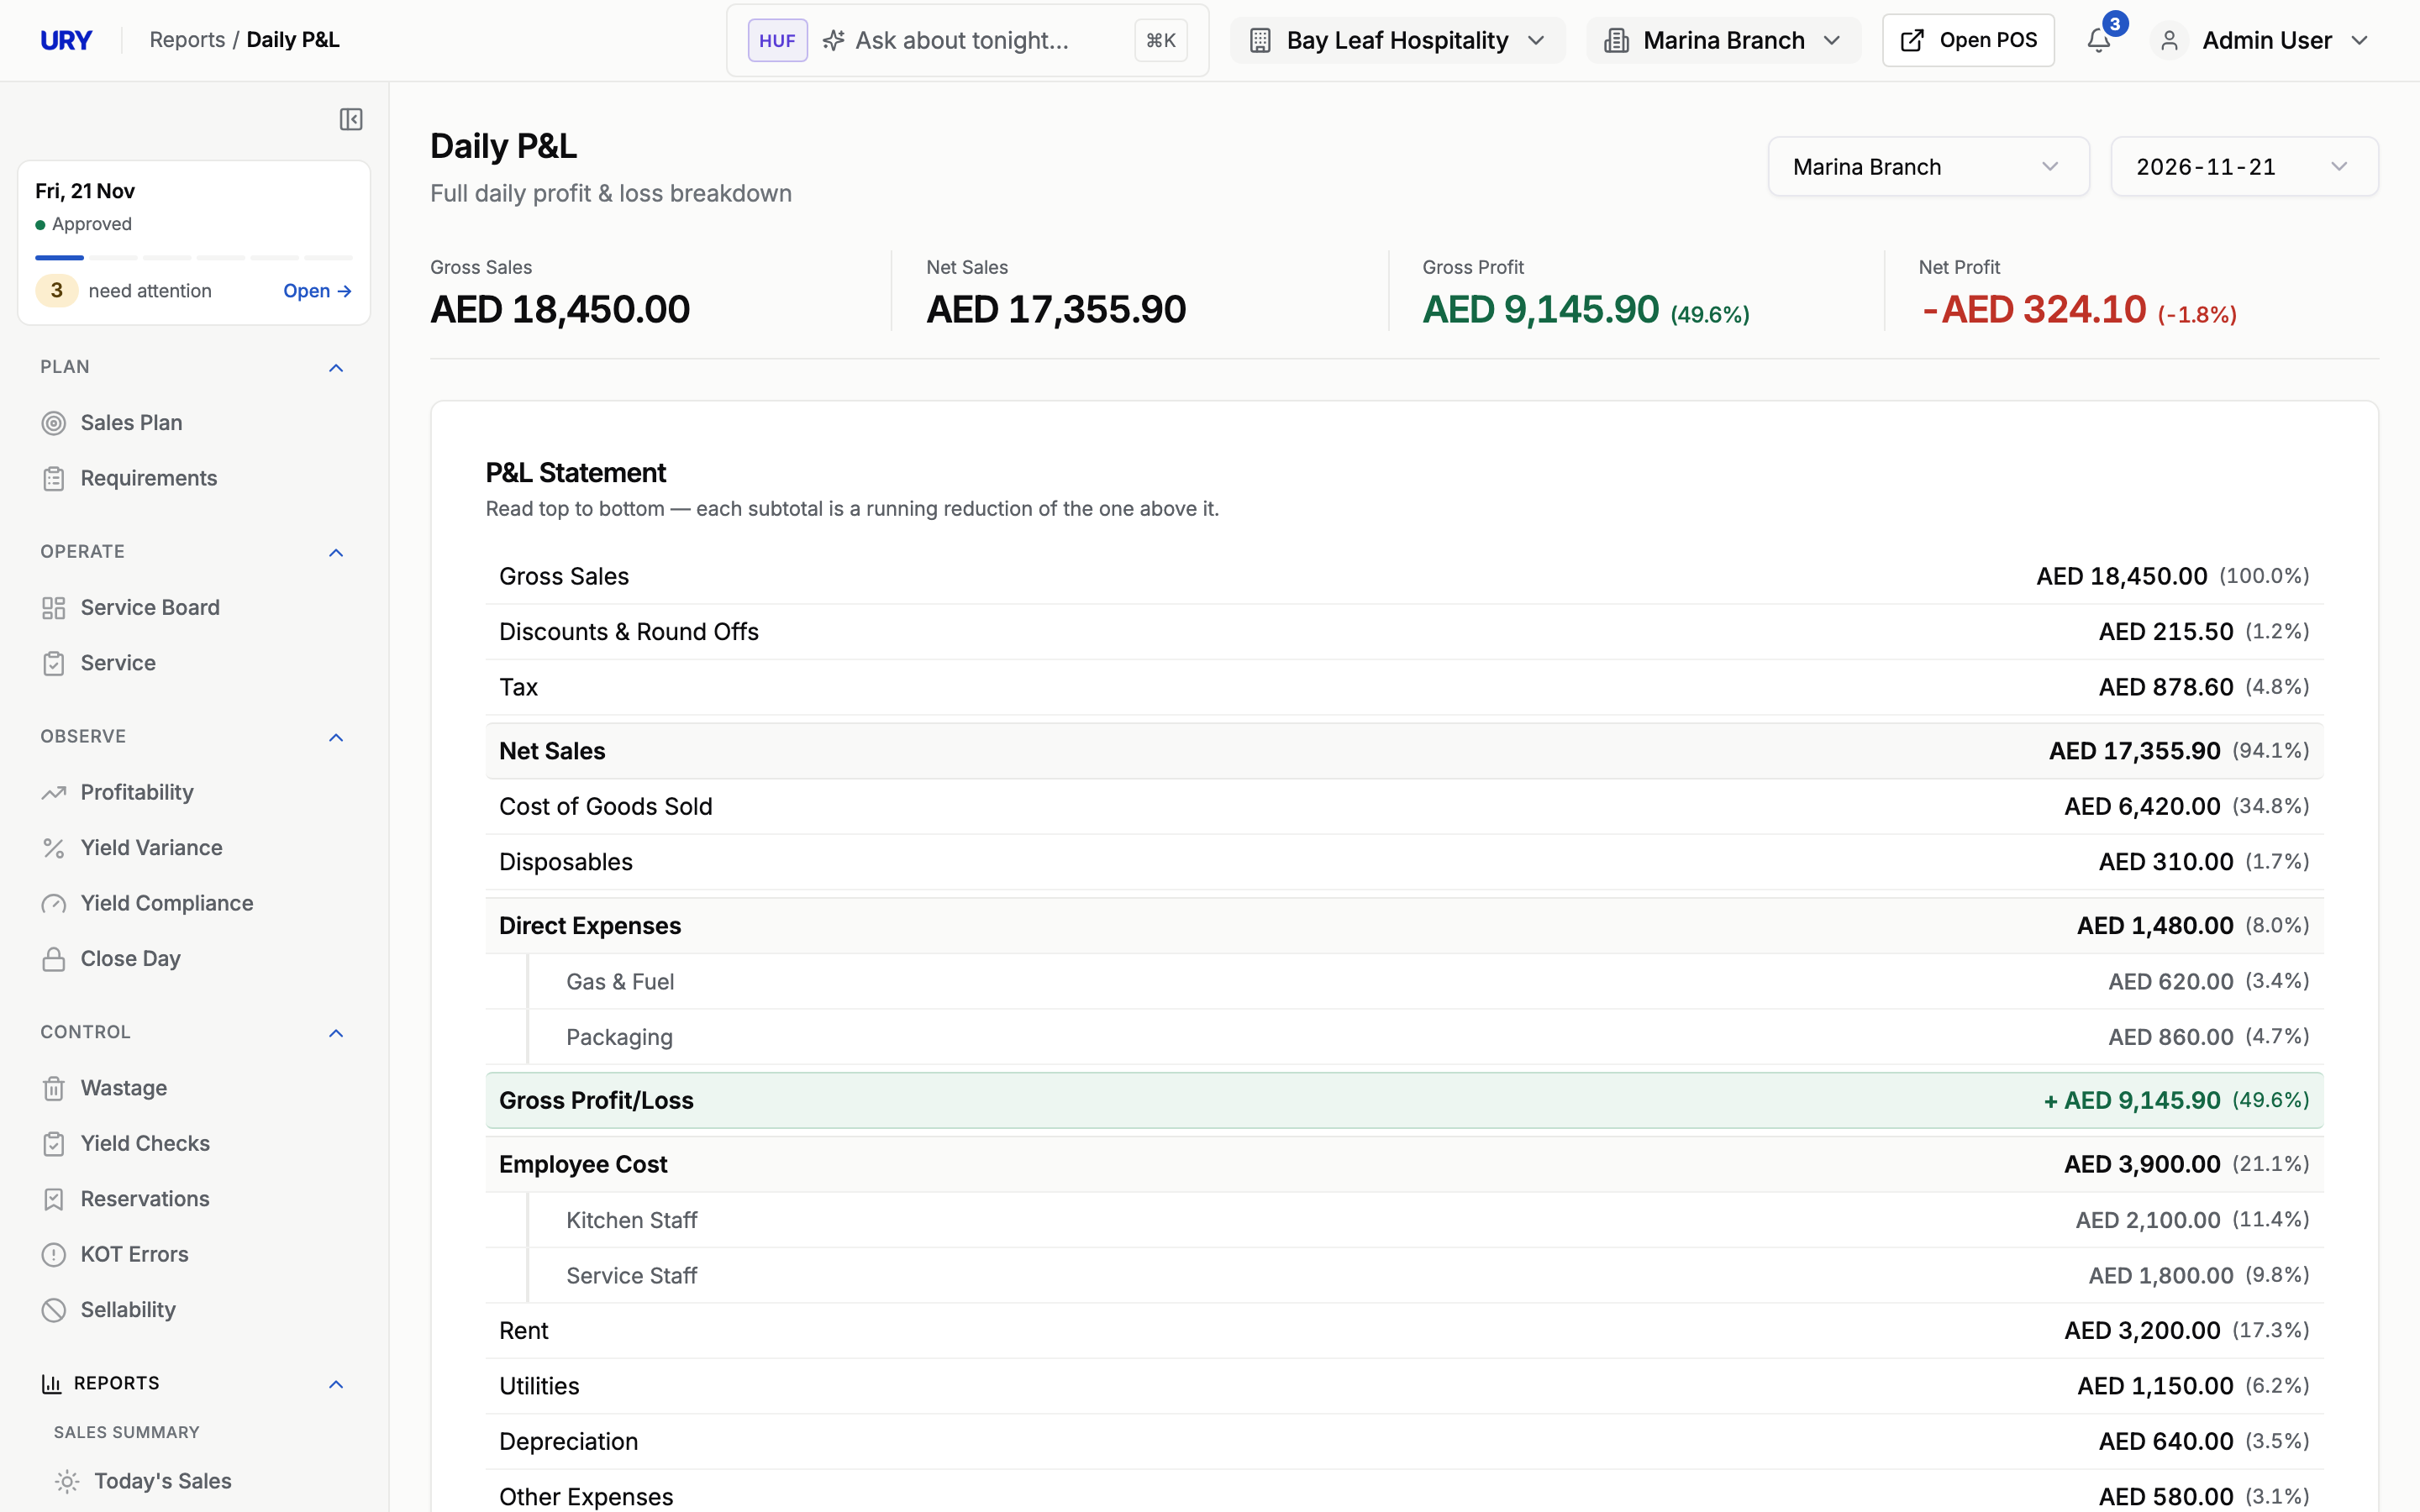 URY
Reports / Daily P&L
HUF Ask about tonight... ⌘K
Bay Leaf Hospitality
Marina Branch
Open POS
3
Admin User
Fri, 21 Nov
Approved
3 need attention Open →
PLAN
Sales Plan
Requirements
OPERATE
Service Board
Service
OBSERVE
Profitability
Yield Variance
Yield Compliance
Close Day
CONTROL
Wastage
Yield Checks
Reservations
KOT Errors
Sellability
REPORTS
SALES SUMMARY
Today's Sales
Daily P&L
Full daily profit & loss breakdown
Marina Branch
2026-11-21
Gross Sales
AED 18,450.00
Net Sales
AED 17,355.90
Gross Profit
AED 9,145.90 (49.6%)
Net Profit
-AED 324.10 (-1.8%)
P&L Statement
Read top to bottom — each subtotal is a running reduction of the one above it.
Gross Sales AED 18,450.00 (100.0%)
Discounts & Round Offs AED 215.50 (1.2%)
Tax AED 878.60 (4.8%)
Net Sales AED 17,355.90 (94.1%)
Cost of Goods Sold AED 6,420.00 (34.8%)
Disposables AED 310.00 (1.7%)
Direct Expenses AED 1,480.00 (8.0%)
Gas & Fuel AED 620.00 (3.4%)
Packaging AED 860.00 (4.7%)
Gross Profit/Loss + AED 9,145.90 (49.6%)
Employee Cost AED 3,900.00 (21.1%)
Kitchen Staff AED 2,100.00 (11.4%)
Service Staff AED 1,800.00 (9.8%)
Rent AED 3,200.00 (17.3%)
Utilities AED 1,150.00 (6.2%)
Depreciation AED 640.00 (3.5%)
Other Expenses AED 580.00 (3.1%)